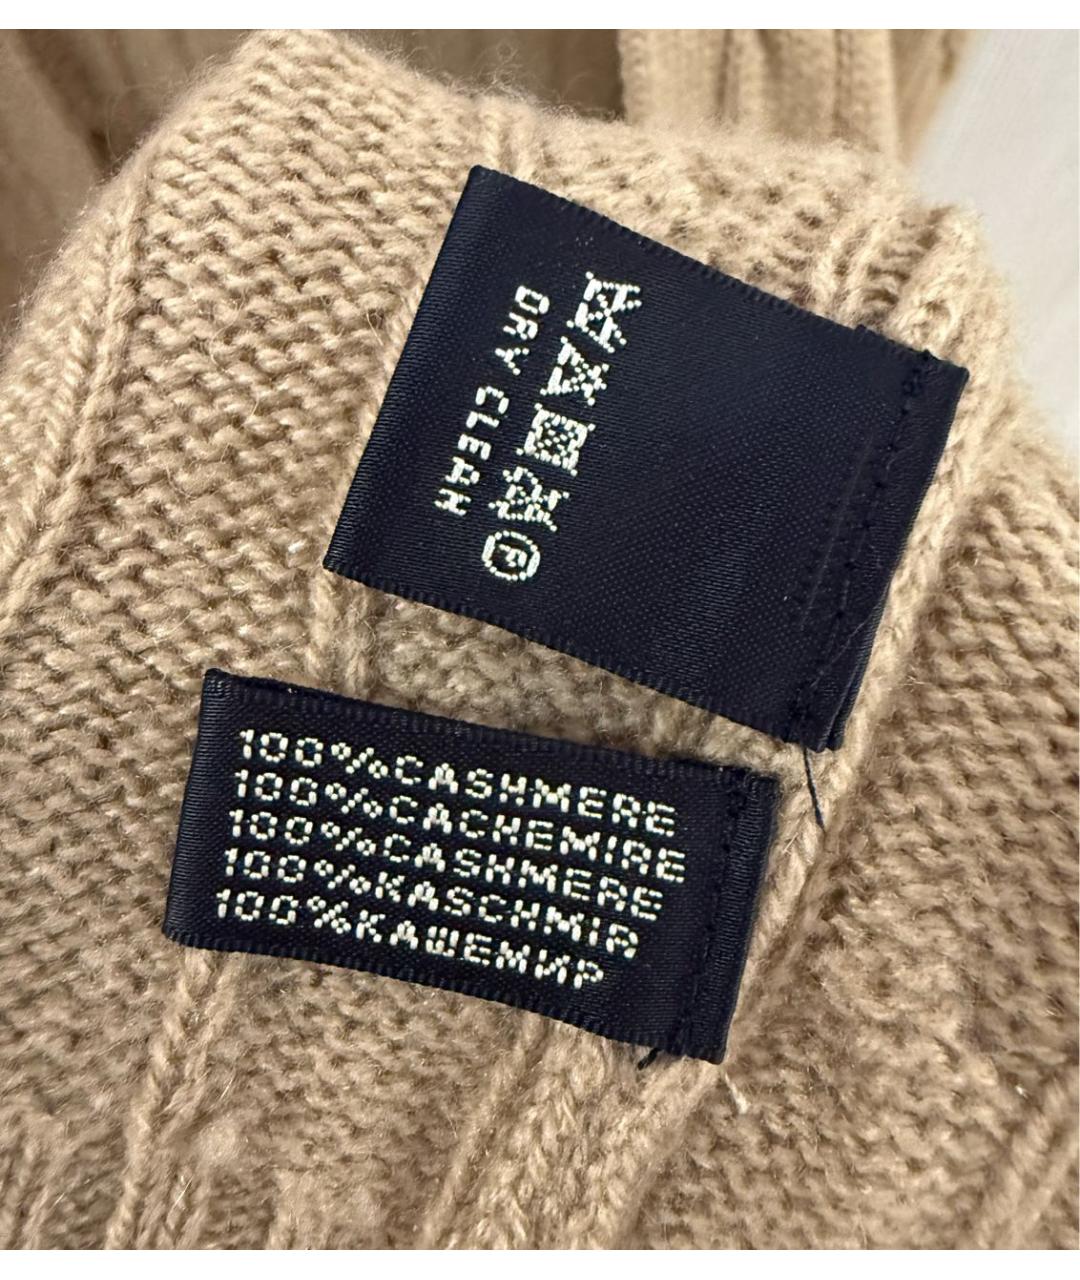 DRY CLEAN
100%CASHMERE
100%CACHEMIRE
100%CASHMERE
100%KASCHMIR
100%КАШЕМИР